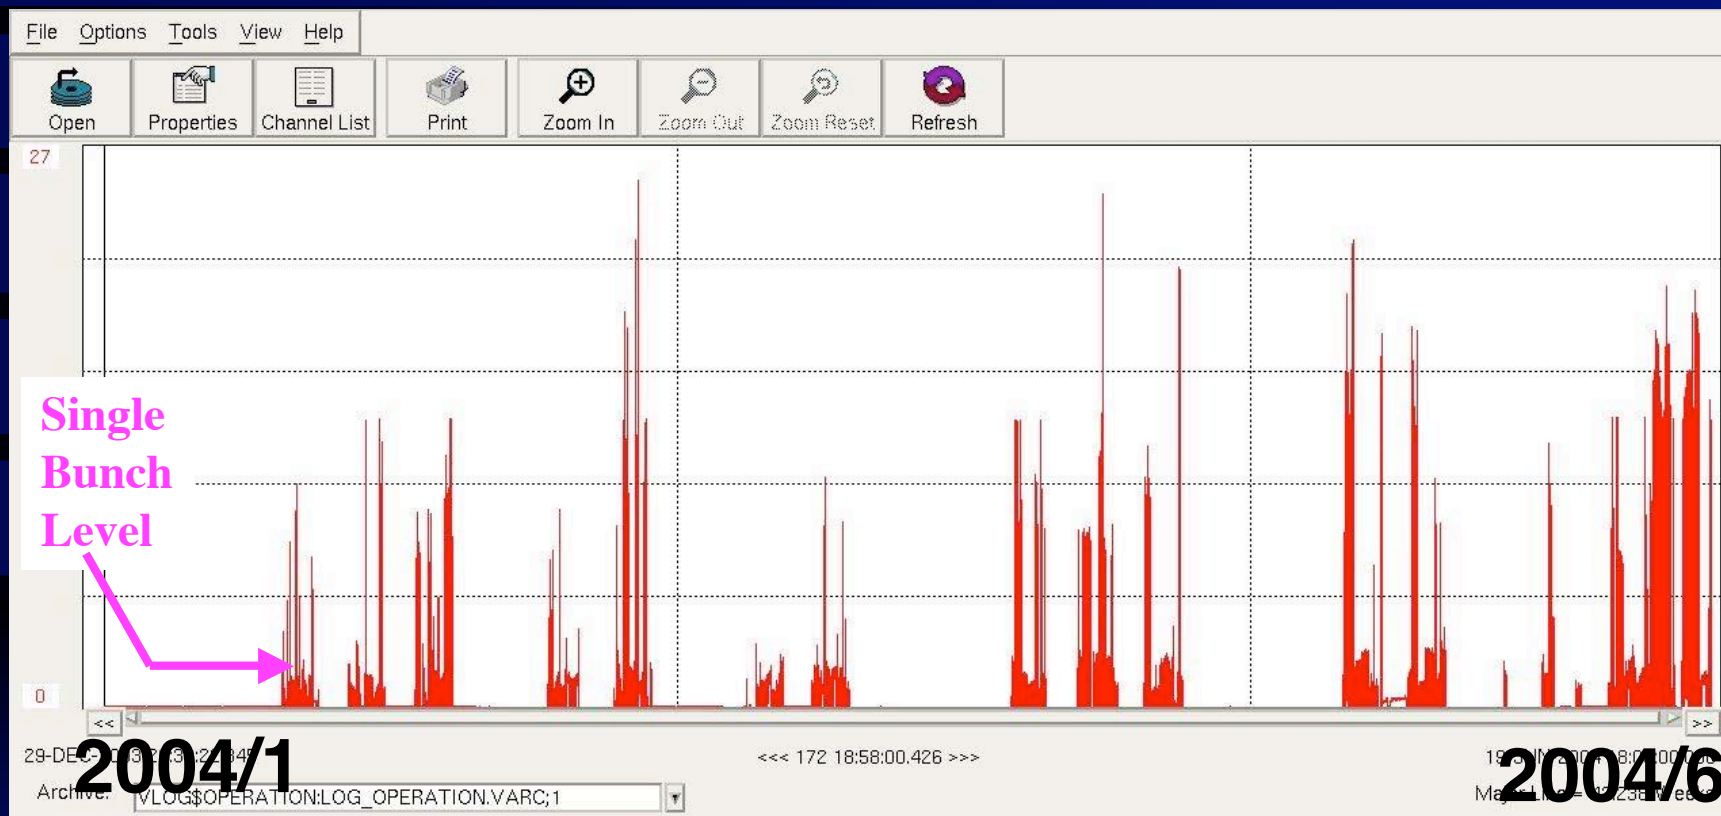 File Options Tools View Help
Open Properties Channel List Print Zoom In Zoom Out Zoom Reset Refresh
27
Single
Bunch
Level
0
<< >>
<<< 172 18:58:00.426 >>>
2004/1 2004/6
Archive: VLOG$OPERATION:LOG_OPERATION.VARC;1